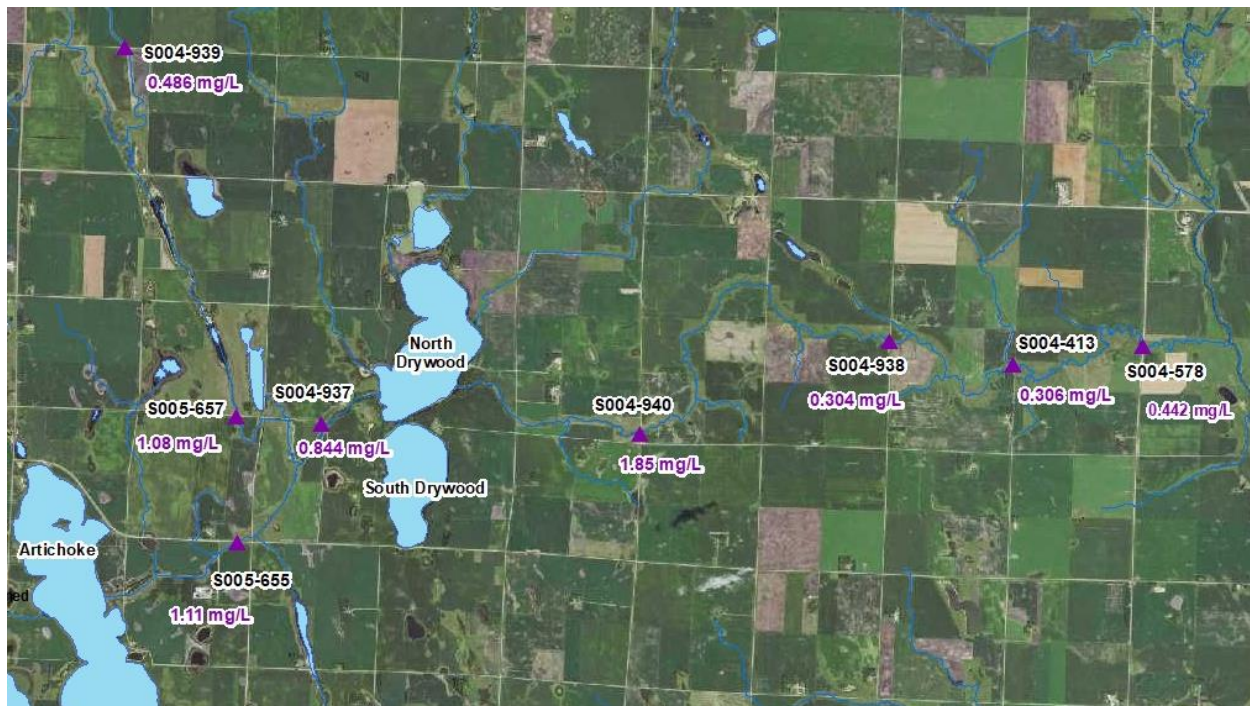 S004-939
0.486 mg/L
North
Drywood
S004-413
S004-938
S004-578
0.304 mg/L
0.306 mg/L
0.442 mg/L
S005-657
S004-937
S004-940
1.08 mg/L
0.844 mg/L
1.85 mg/L
South Drywood
Artichoke
S005-655
1.11 mg/L